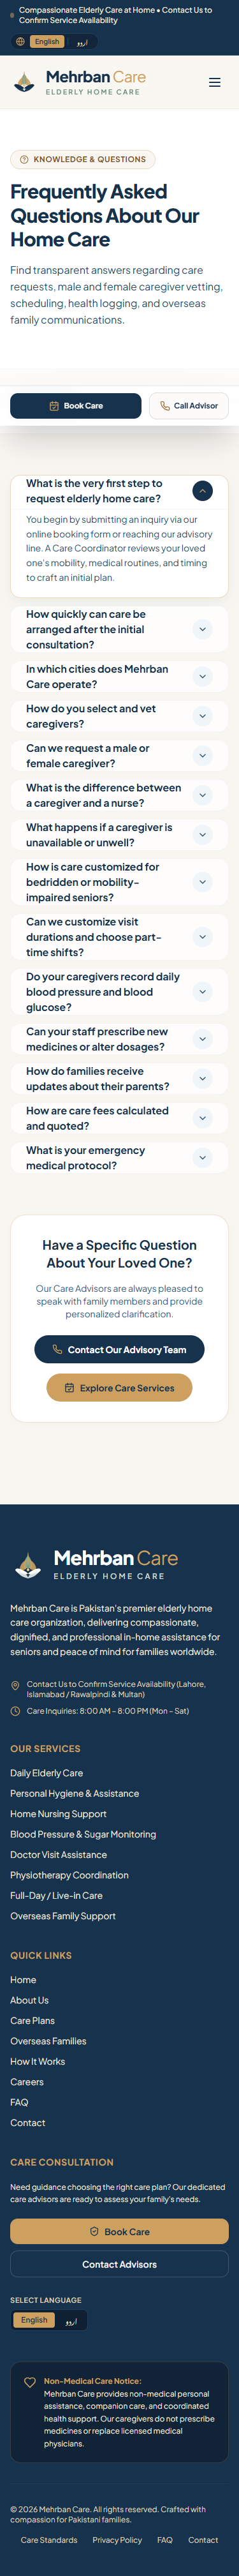 Compassionate Elderly Care at Home • Contact Us to
Confirm Service Availability
English اردو
Mehrban Care
ELDERLY HOME CARE
KNOWLEDGE & QUESTIONS
Frequently Asked
Questions About Our
Home Care
Find transparent answers regarding care
requests, male and female caregiver vetting,
scheduling, health logging, and overseas
family communications.
Book Care
Call Advisor
What is the very first step to
request elderly home care?
You begin by submitting an inquiry via our
online booking form or reaching our advisory
line. A Care Coordinator reviews your loved
one's mobility, medical routines, and timing
to craft an initial plan.
How quickly can care be
arranged after the initial
consultation?
In which cities does Mehrban
Care operate?
How do you select and vet
caregivers?
Can we request a male or
female caregiver?
What is the difference between
a caregiver and a nurse?
What happens if a caregiver is
unavailable or unwell?
How is care customized for
bedridden or mobility-
impaired seniors?
Can we customize visit
durations and choose part-
time shifts?
Do your caregivers record daily
blood pressure and blood
glucose?
Can your staff prescribe new
medicines or alter dosages?
How do families receive
updates about their parents?
How are care fees calculated
and quoted?
What is your emergency
medical protocol?
Have a Specific Question
About Your Loved One?
Our Care Advisors are always pleased to
speak with family members and provide
personalized clarification.
Contact Our Advisory Team
Explore Care Services
Mehrban Care
ELDERLY HOME CARE
Mehrban Care is Pakistan's premier elderly home
care organization, delivering compassionate,
dignified, and professional in-home assistance for
seniors and peace of mind for families worldwide.
Contact Us to Confirm Service Availability (Lahore,
Islamabad / Rawalpindi & Multan)
Care Inquiries: 8:00 AM – 8:00 PM (Mon – Sat)
OUR SERVICES
Daily Elderly Care
Personal Hygiene & Assistance
Home Nursing Support
Blood Pressure & Sugar Monitoring
Doctor Visit Assistance
Physiotherapy Coordination
Full-Day / Live-in Care
Overseas Family Support
QUICK LINKS
Home
About Us
Care Plans
Overseas Families
How It Works
Careers
FAQ
Contact
CARE CONSULTATION
Need guidance choosing the right care plan? Our dedicated
care advisors are ready to assess your family's needs.
Book Care
Contact Advisors
SELECT LANGUAGE
English اردو
Non-Medical Care Notice:
Mehrban Care provides non-medical personal
assistance, companion care, and coordinated
health support. Our caregivers do not prescribe
medicines or replace licensed medical
physicians.
© 2026 Mehrban Care. All rights reserved. Crafted with
compassion for Pakistani families.
Care Standards Privacy Policy FAQ Contact